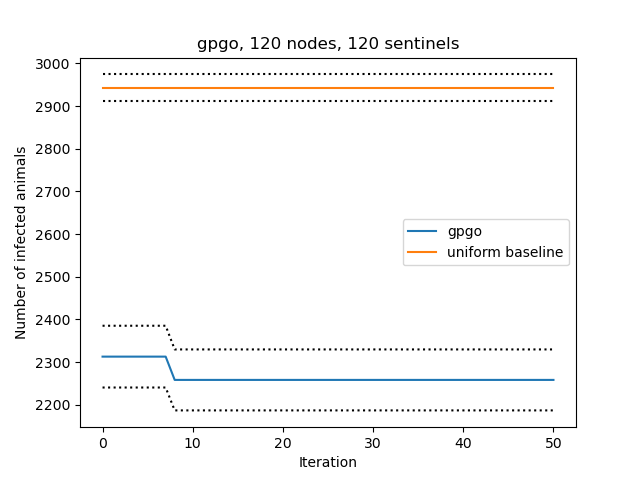 gpgo, 120 nodes, 120 sentinels
3000
2900
2800
2700
2600
2500
2400
2300
2200
Number of infected animals
gpgo
uniform baseline
0 10 20 30 40 50
Iteration